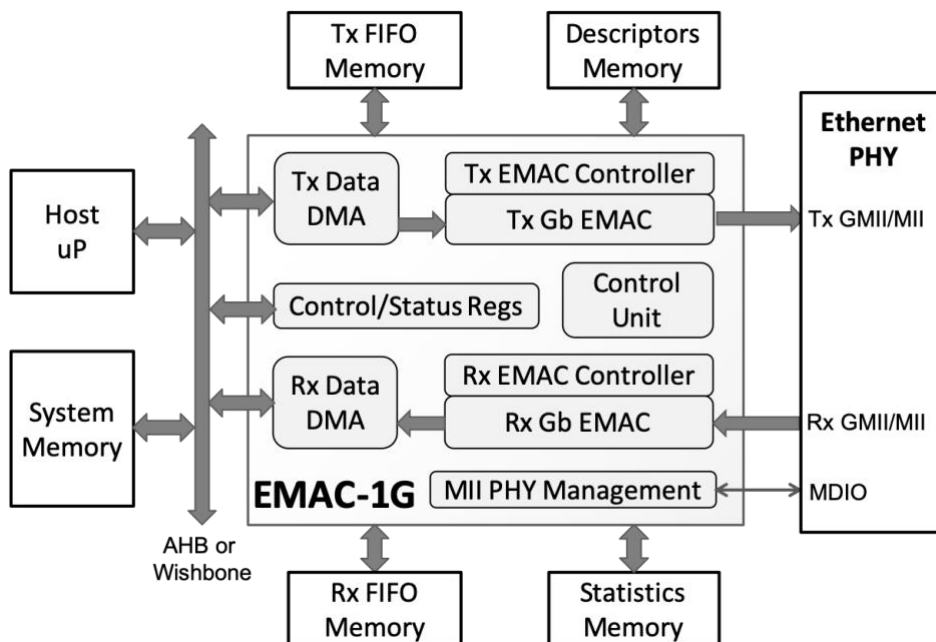 Tx FIFO
Memory
Descriptors
Memory
Ethernet
PHY
Host
uP
Tx Data
DMA
Tx EMAC Controller
Tx Gb EMAC
Tx GMII/MII
Control/Status Regs
Control
Unit
System
Memory
Rx Data
DMA
Rx EMAC Controller
Rx Gb EMAC
Rx GMII/MII
EMAC-1G
MII PHY Management
MDIO
AHB or
Wishbone
Rx FIFO
Memory
Statistics
Memory